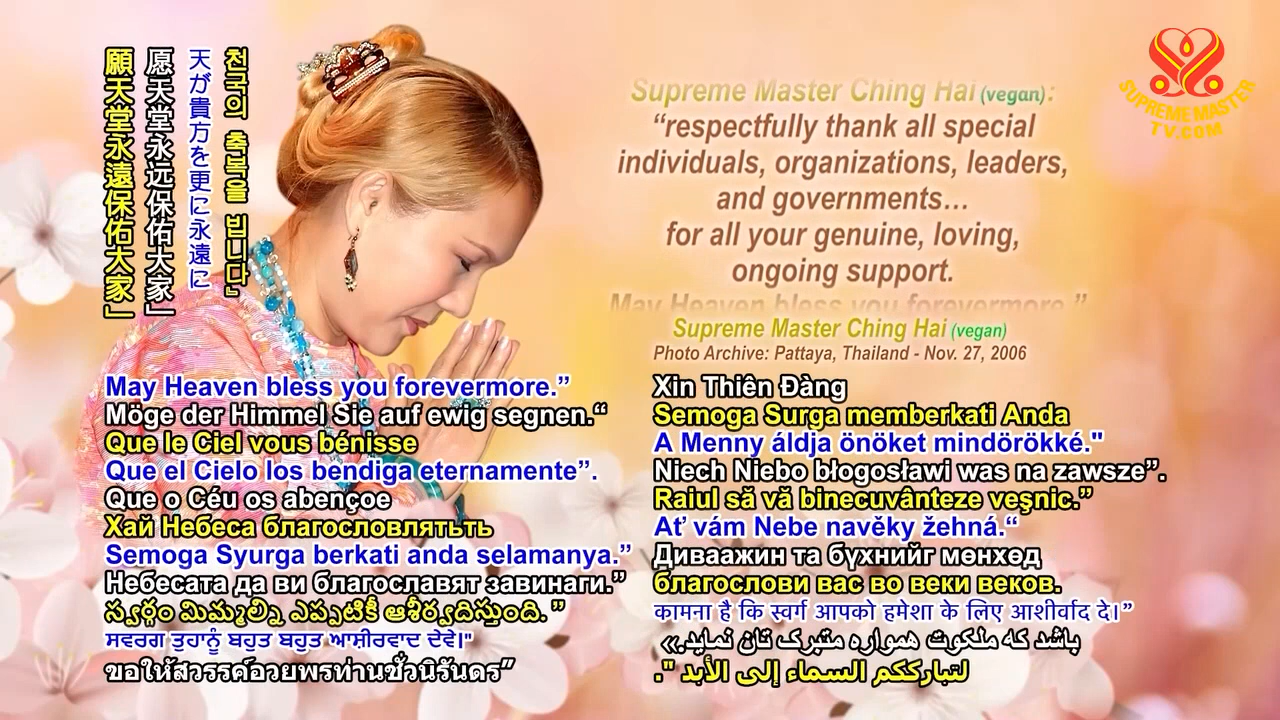 願天堂永遠保佑大家」
愿天堂永远保佑大家」
天が貴方を更に永遠に
천국의 축복을 빕니다』
Supreme Master Ching Hai (vegan):
“respectfully thank all special
individuals, organizations, leaders,
and governments…
for all your genuine, loving,
ongoing support.
May Heaven bless you forevermore.”
Supreme Master Ching Hai (vegan)
Photo Archive: Pattaya, Thailand - Nov. 27, 2006
SUPREME MASTER
TV.COM
May Heaven bless you forevermore.”
Möge der Himmel Sie auf ewig segnen.“
Que le Ciel vous bénisse
Que el Cielo los bendiga eternamente”.
Que o Céu os abençoe
Хай Небеса благословлятьть
Semoga Syurga berkati anda selamanya.”
Небесата да ви благославят завинаги.”
స్వర్గం మిమ్మల్ని ఎప్పటికీ ఆశీర్వదిస్తుంది. ”
ਸਵਰਗ ਤੁਹਾਨੂੰ ਬਹੁਤ ਬਹੁਤ ਆਸ਼ੀਰਵਾਦ ਦੇਵੇ।"
ขอให้สวรรค์อวยพรท่านชั่วนิรันดร”
Xin Thiên Đàng
Semoga Surga memberkati Anda
A Menny áldja önöket mindörökké."
Niech Niebo błogosławi was na zawsze”.
Raiul să vă binecuvânteze veşnic.”
Ať vám Nebe navěky žehná.“
Диваажин та бүхнийг мөнхөд
благослови вас во веки веков.
कामना है कि स्वर्ग आपको हमेशा के लिए आशीर्वाद दे।”
باشد که ملکوت همواره متبرک تان نماید.»
لتبارككم السماء إلى الأبد ".